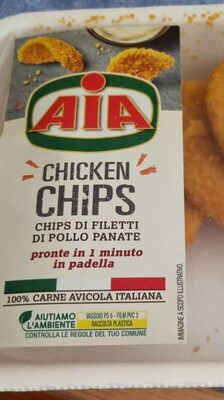 AIA
CHICKEN
CHIPS
CHIPS DI FILETTI
DI POLLO PANATE
pronte in 1 minuto
in padella
100% CARNE AVICOLA ITALIANA
AIUTIAMO
L'AMBIENTE
VASSOIO PS 6 - FILM PVC 3
RACCOLTA PLASTICA
CONTROLLA LE REGOLE DEL TUO COMUNE
IMMAGINE A SCOPO ILLUSTRATIVO.